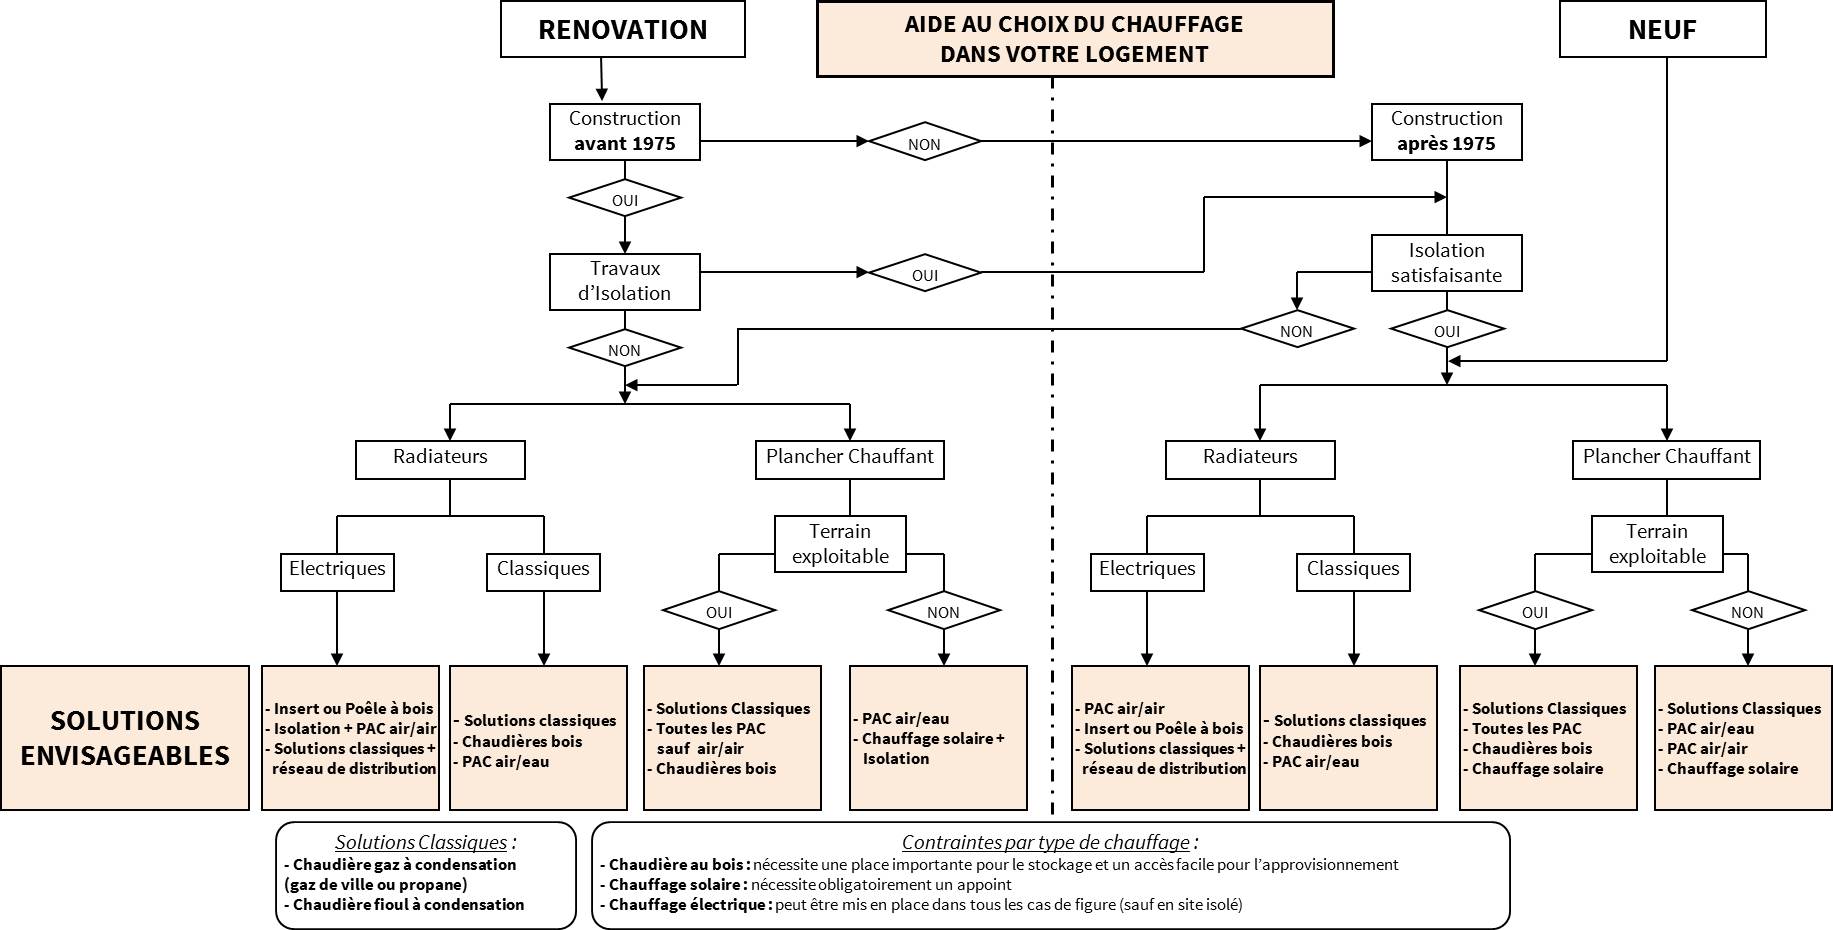 RENOVATION
AIDE AU CHOIX DU CHAUFFAGE
DANS VOTRE LOGEMENT
NEUF
Construction
avant 1975
NON
Construction
après 1975
OUI
Travaux
d’Isolation
OUI
Isolation
satisfaisante
NON
NON
OUI
Radiateurs
Plancher Chauffant
Radiateurs
Plancher Chauffant
Terrain
exploitable
Terrain
exploitable
Electriques
Classiques
Electriques
Classiques
OUI
NON
OUI
NON
SOLUTIONS
ENVISAGEABLES
- Insert ou Poêle à bois
- Isolation + PAC air/air
- Solutions classiques +
réseau de distribution
- Solutions classiques
- Chaudières bois
- PAC air/eau
- Solutions Classiques
- Toutes les PAC
sauf air/air
- Chaudières bois
- PAC air/eau
- Chauffage solaire +
Isolation
- PAC air/air
- Insert ou Poêle à bois
- Solutions classiques +
réseau de distribution
- Solutions classiques
- Chaudières bois
- PAC air/eau
- Solutions Classiques
- Toutes les PAC
- Chaudières bois
- Chauffage solaire
- Solutions Classiques
- PAC air/eau
- PAC air/air
- Chauffage solaire
Solutions Classiques :
- Chaudière gaz à condensation
(gaz de ville ou propane)
- Chaudière fioul à condensation
Contraintes par type de chauffage :
- Chaudière au bois : nécessite une place importante pour le stockage et un accès facile pour l’approvisionnement
- Chauffage solaire : nécessite obligatoirement un appoint
- Chauffage électrique : peut être mis en place dans tous les cas de figure (sauf en site isolé)